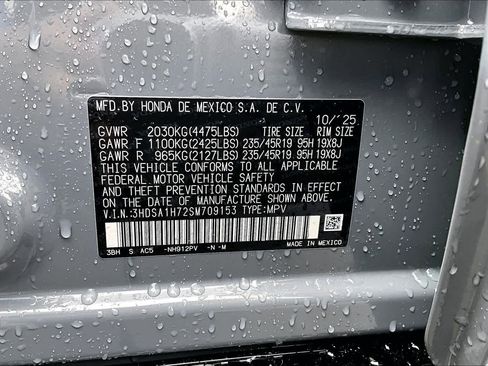 MFD.BY HONDA DE MEXICO S.A. DE C.V. 10/'25
GVWR 2030KG(4475LBS) TIRE SIZE RIM SIZE
GAWR F 1100KG(2425LBS) 235/45R19 95H 19X8J
GAWR R 965KG(2127LBS) 235/45R19 95H 19X8J
THIS VEHICLE CONFORMS TO ALL APPLICABLE
FEDERAL MOTOR VEHICLE SAFETY
AND THEFT PREVENTION STANDARDS IN EFFECT
ON THE DATE OF MANUFACTURE SHOWN ABOVE.
V.I.N:3HDSA1H72SM709153 TYPE:MPV
3BH S AC5 -NH912PV -N -M MADE IN MEXICO